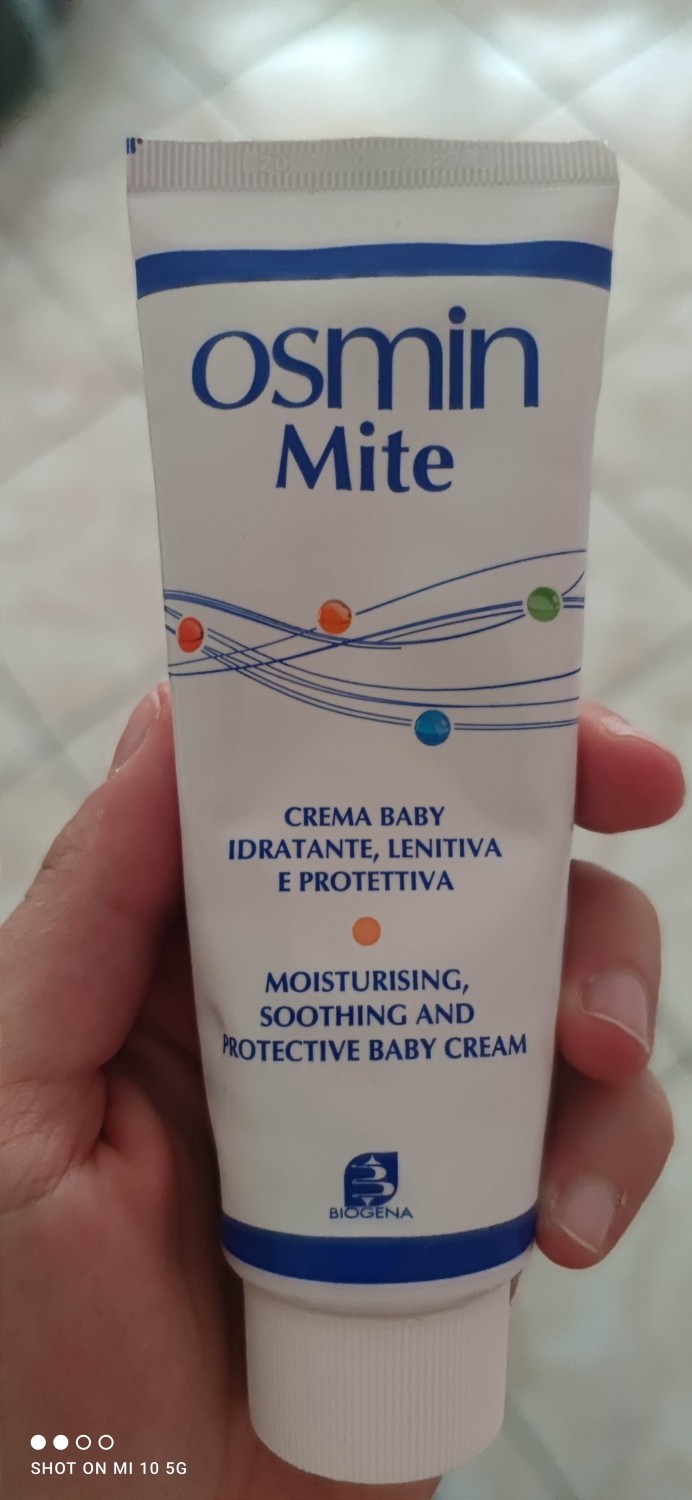 osmin
Mite
CREMA BABY
IDRATANTE, LENITIVA
E PROTETTIVA
MOISTURISING,
SOOTHING AND
PROTECTIVE BABY CREAM
BIOGENA
SHOT ON MI 10 5G